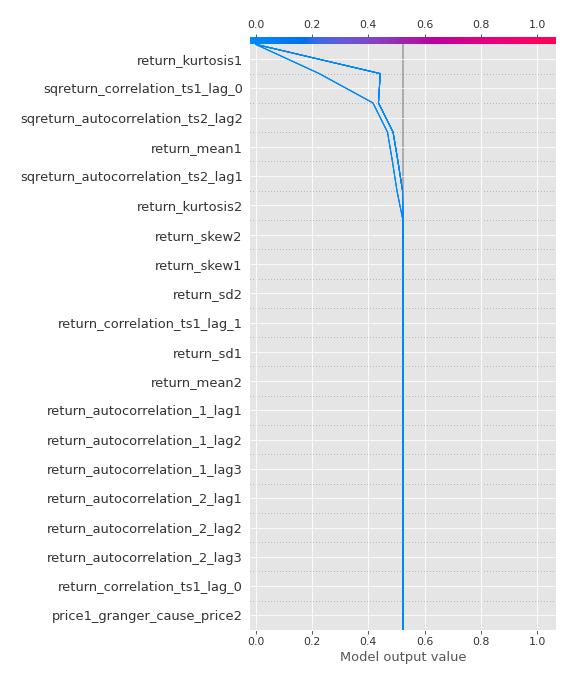 0.0 0.2 0.4 0.6 0.8 1.0
return_kurtosis1
sqreturn_correlation_ts1_lag_0
sqreturn_autocorrelation_ts2_lag2
return_mean1
sqreturn_autocorrelation_ts2_lag1
return_kurtosis2
return_skew2
return_skew1
return_sd2
return_correlation_ts1_lag_1
return_sd1
return_mean2
return_autocorrelation_1_lag1
return_autocorrelation_1_lag2
return_autocorrelation_1_lag3
return_autocorrelation_2_lag1
return_autocorrelation_2_lag2
return_autocorrelation_2_lag3
return_correlation_ts1_lag_0
price1_granger_cause_price2
0.0 0.2 0.4 0.6 0.8 1.0
Model output value